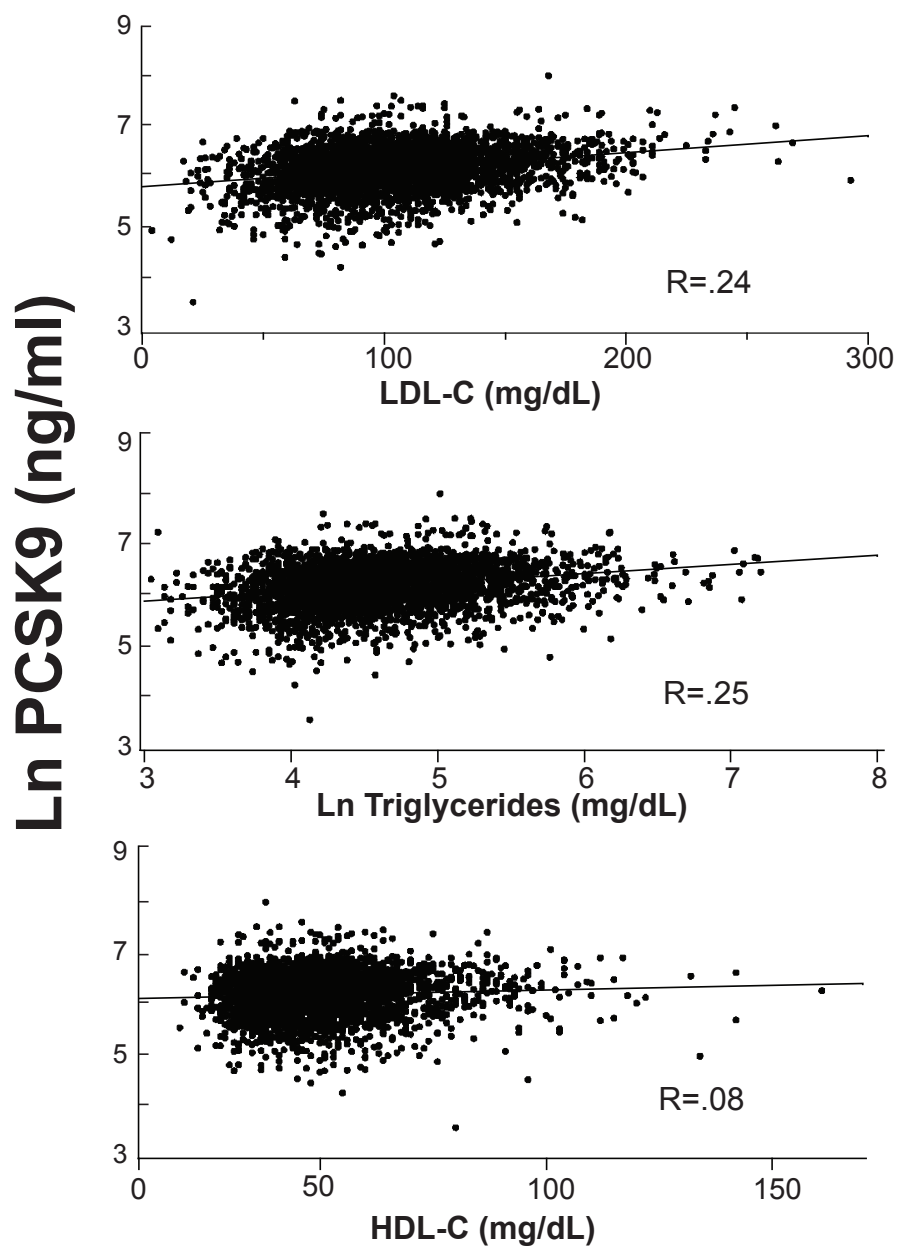 Ln PCSK9 (ng/ml)
9
7
5
3
R=.24
0 100 200 300
LDL-C (mg/dL)
9
7
5
3
R=.25
3 4 5 6 7 8
Ln Triglycerides (mg/dL)
9
7
5
3
R=.08
0 50 100 150
HDL-C (mg/dL)